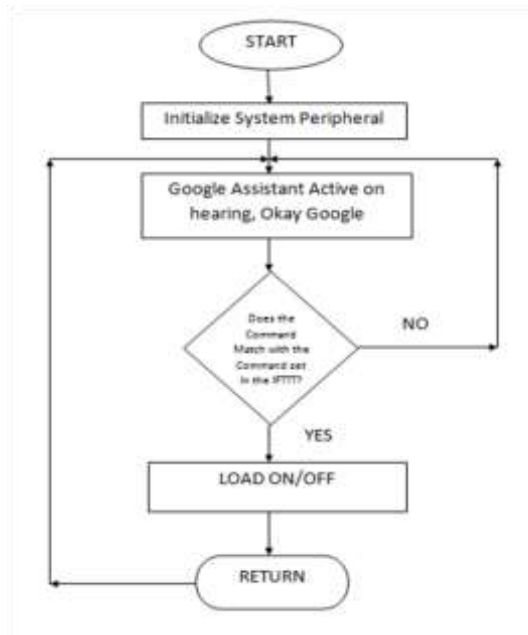 START
Initialize System Peripheral
Google Assistant Active on
hearing, Okay Google
Does the
Command
Match with the
Command set
In the IFTTT?
NO
YES
LOAD ON/OFF
RETURN